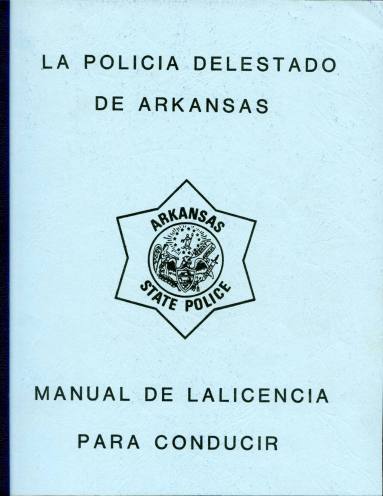 LA POLICIA DELESTADO
DE ARKANSAS
ARKANSAS
STATE POLICE
MANUAL DE LALICENCIA
PARA CONDUCIR